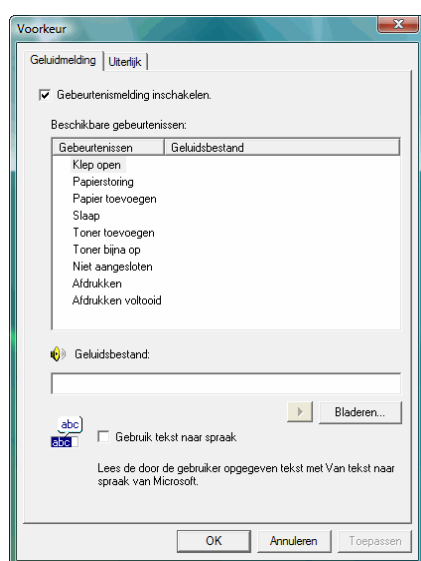 Voorkeur
Geluidmelding Uiterlijk
Gebeurtenismelding inschakelen.
Beschikbare gebeurtenissen:
Gebeurtenissen Geluidsbestand
Klep open
Papierstoring
Papier toevoegen
Slaap
Toner toevoegen
Toner bijna op
Niet aangesloten
Afdrukken
Afdrukken voltooid
Geluidsbestand:
Bladeren...
abc
abc
Gebruik tekst naar spraak
Lees de door de gebruiker opgegeven tekst met Van tekst naar
spraak van Microsoft.
OK Annuleren Toepassen